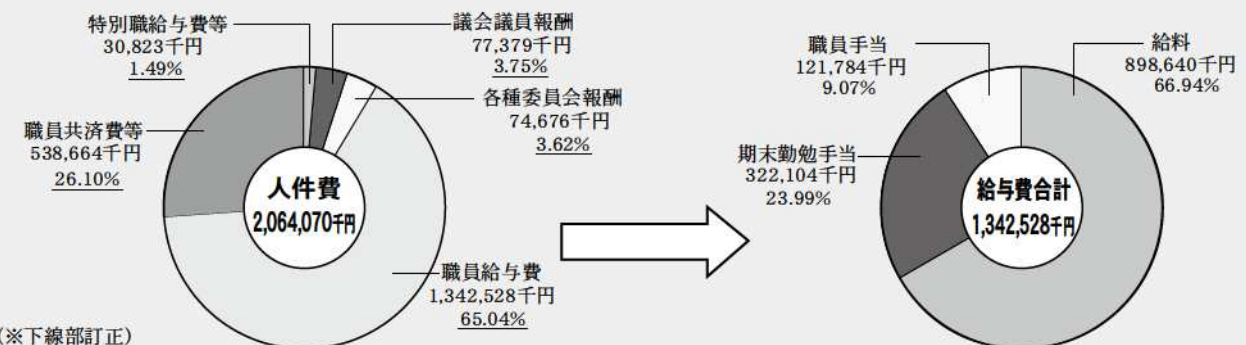 特別職給与費等
30,823千円
1.49%
議会議員報酬
77,379千円
3.75%
各種委員会報酬
74,676千円
3.62%
職員共済費等
538,664千円
26.10%
人件費
2,064,070千円
職員給与費
1,342,528千円
65.04%
(※下線部訂正)
職員手当
121,784千円
9.07%
給料
898,640千円
66.94%
期末勤勉手当
322,104千円
23.99%
給与費合計
1,342,528千円